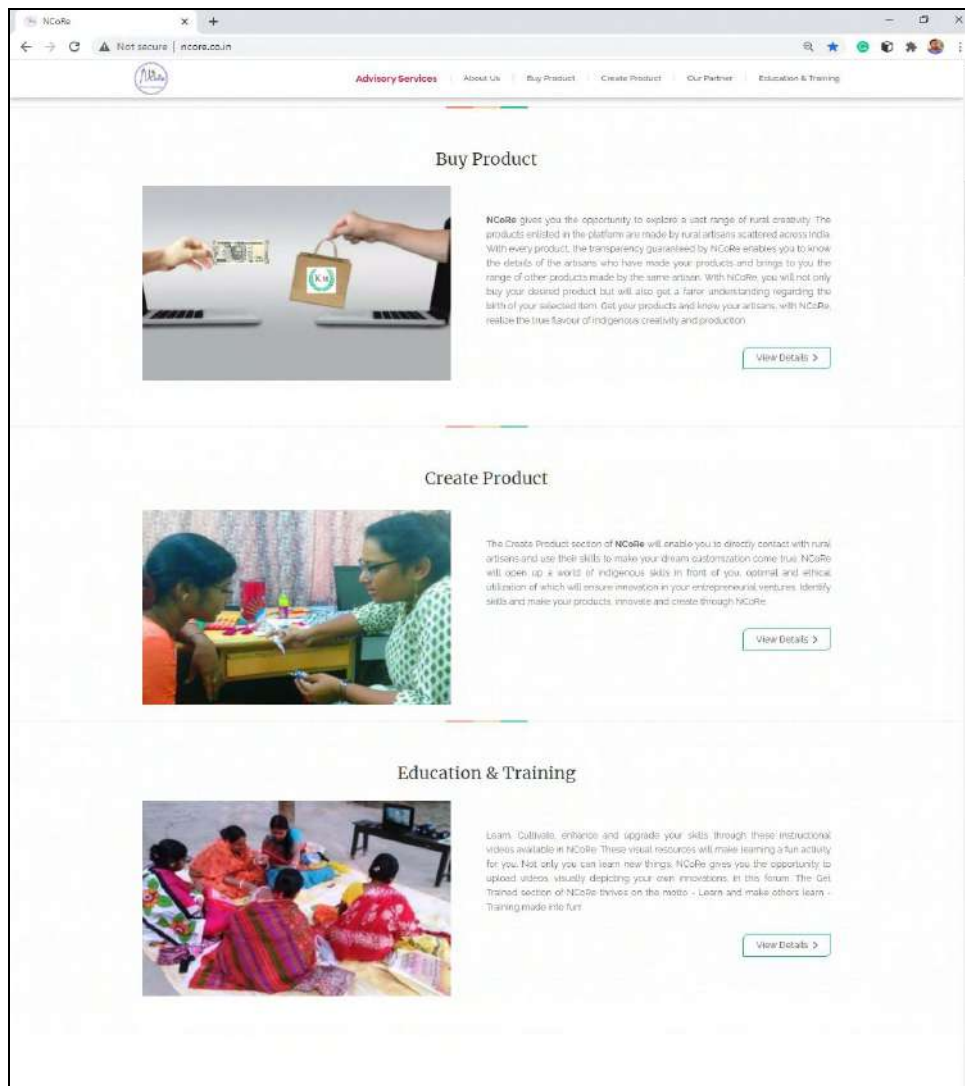 NCoRe
Not secure | ncore.co.in
Advisory Services | About Us | Buy Product | Create Product | Our Partner | Education & Training
Buy Product
NCoRe gives you the opportunity to explore a vast range of rural creativity. The
products enlisted in the platform are made by rural artisans scattered across India.
With every product, the transparency guaranteed by NCoRe enables you to know
the details of the artisans who have made your products and brings to you the
range of other products made by the same artisan. With NCoRe, you will not only
buy your desired product but will also get a fairer understanding regarding the
birth of your selected item. Get your products and know your artisans, with NCoRe,
realize the true flavour of indigenous creativity and production
View Details >
Create Product
The Create Product section of NCoRe will enable you to directly contact with rural
artisans and use their skills to make your dream customization come true. NCoRe
will open up a world of indigenous skills in front of you, optimal and ethical
utilization of which will ensure innovation in your entrepreneurial ventures. Identify
skills and make your products, innovate and create through NCoRe
View Details >
Education & Training
Learn, Cultivate, enhance and upgrade your skills through these instructional
videos available in NCoRe. These visual resources will make learning a fun activity
for you. Not only you can learn new things, NCoRe gives you the opportunity to
upload videos, visually depicting your own innovations, in this forum. The Get
Trained section of NCoRe thrives on the motto - Learn and make others learn -
Training made into fun!
View Details >